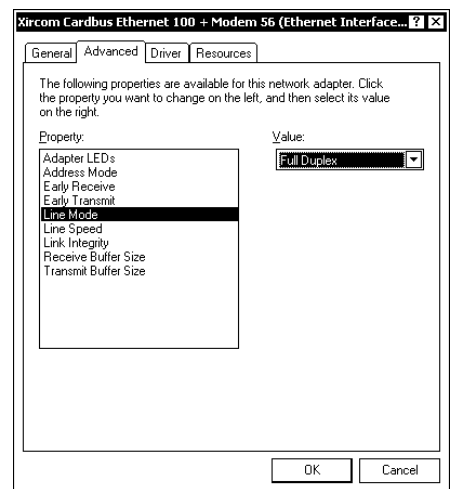 Xircom Cardbus Ethernet 100 + Modem 56 (Ethernet Interface...
General Advanced Driver Resources
The following properties are available for this network adapter. Click
the property you want to change on the left, and then select its value
on the right.
Property:
Adapter LEDs
Address Mode
Early Receive
Early Transmit
Line Mode
Line Speed
Link Integrity
Receive Buffer Size
Transmit Buffer Size
Value:
Full Duplex
OK Cancel